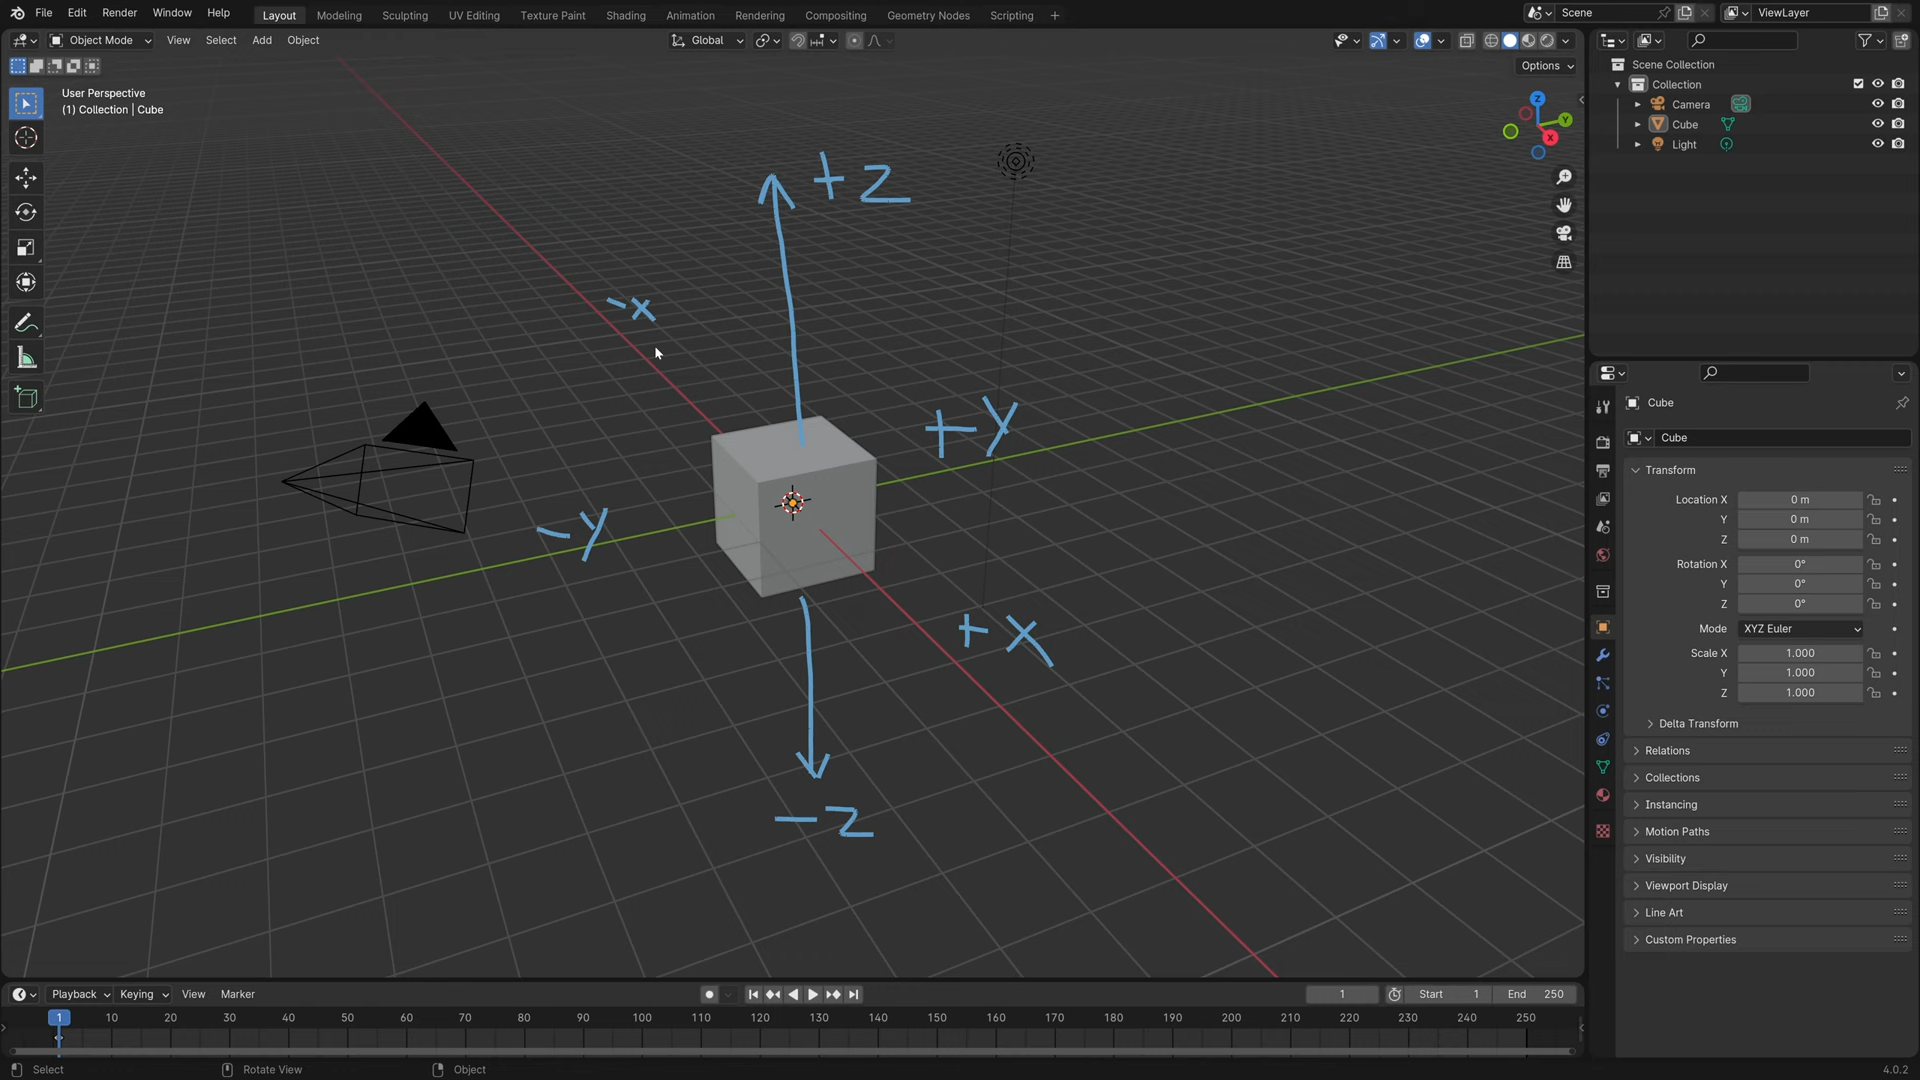 File Edit Render Window Help Layout Modeling Sculpting UV Editing Texture Paint Shading Animation Rendering Compositing Geometry Nodes Scripting + Scene ViewLayer
Object Mode View Select Add Object Global
Options
User Perspective
(1) Collection | Cube
Z
Y
X
+Z
-X
+Y
-Y
+X
-Z
Scene Collection
Collection
Camera
Cube
Light
Cube
Cube
Transform
Location X 0 m
Y 0 m
Z 0 m
Rotation X 0°
Y 0°
Z 0°
Mode XYZ Euler
Scale X 1.000
Y 1.000
Z 1.000
Delta Transform
Relations
Collections
Instancing
Motion Paths
Visibility
Viewport Display
Line Art
Custom Properties
Playback Keying View Marker 1 Start 1 End 250
1 10 20 30 40 50 60 70 80 90 100 110 120 130 140 150 160 170 180 190 200 210 220 230 240 250
Select Rotate View Object 4.0.2